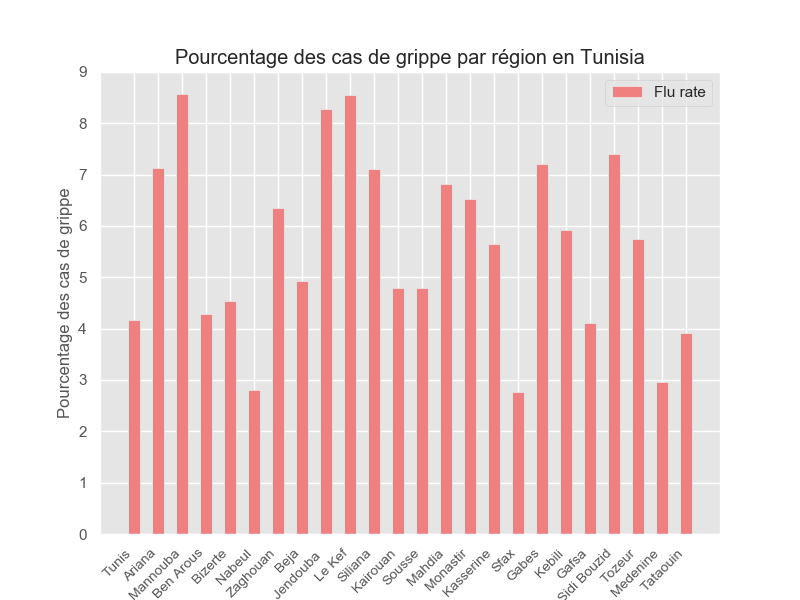 Pourcentage des cas de grippe par région en Tunisia
Flu rate
Pourcentage des cas de grippe
9
8
7
6
5
4
3
2
1
0
Tunis
Ariana
Mannouba
Ben Arous
Bizerte
Nabeul
Zaghouan
Beja
Jendouba
Le Kef
Siliana
Kairouan
Sousse
Mahdia
Monastir
Kasserine
Sfax
Gabes
Kebili
Gafsa
Sidi Bouzid
Tozeur
Medenine
Tataouin